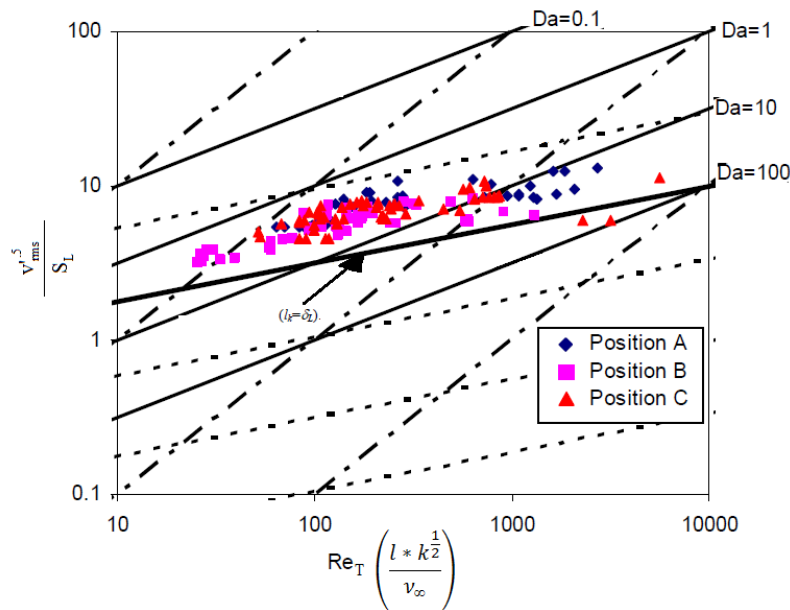 Da=0.1
100
Da=1
Da=10
10
Da=100
v'.5rms
SL
(lk=δL).
1
Position A
Position B
Position C
0.1
10 100 1000 10000
ReT (l * k^1/2 / ν∞)